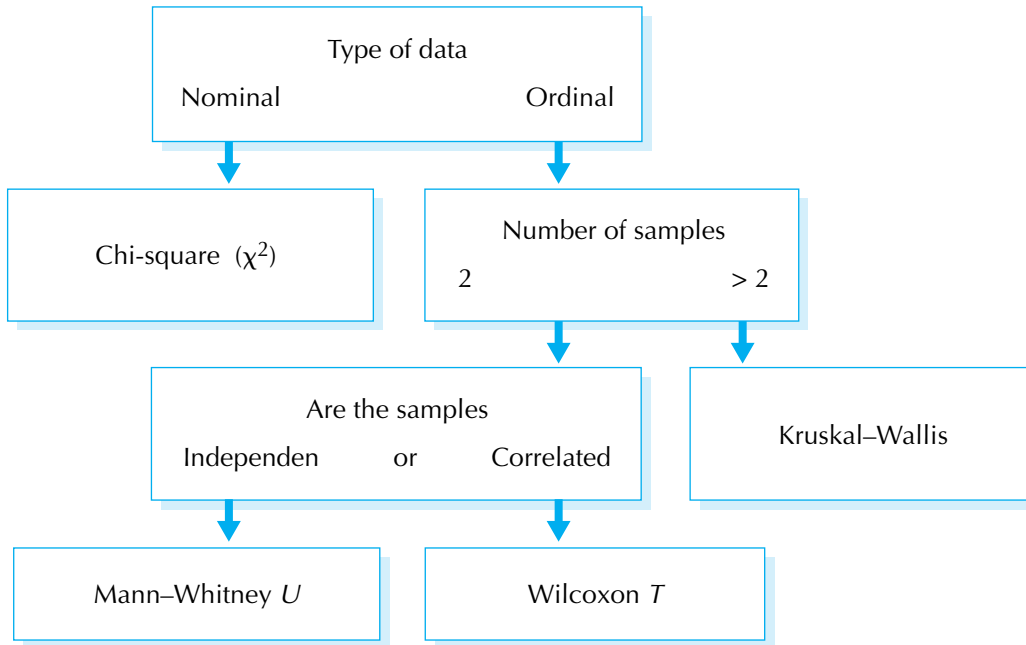 Type of data
Nominal Ordinal
Chi-square (χ²)
Number of samples
2 > 2
Are the samples
Independen or Correlated
Kruskal–Wallis
Mann–Whitney U
Wilcoxon T